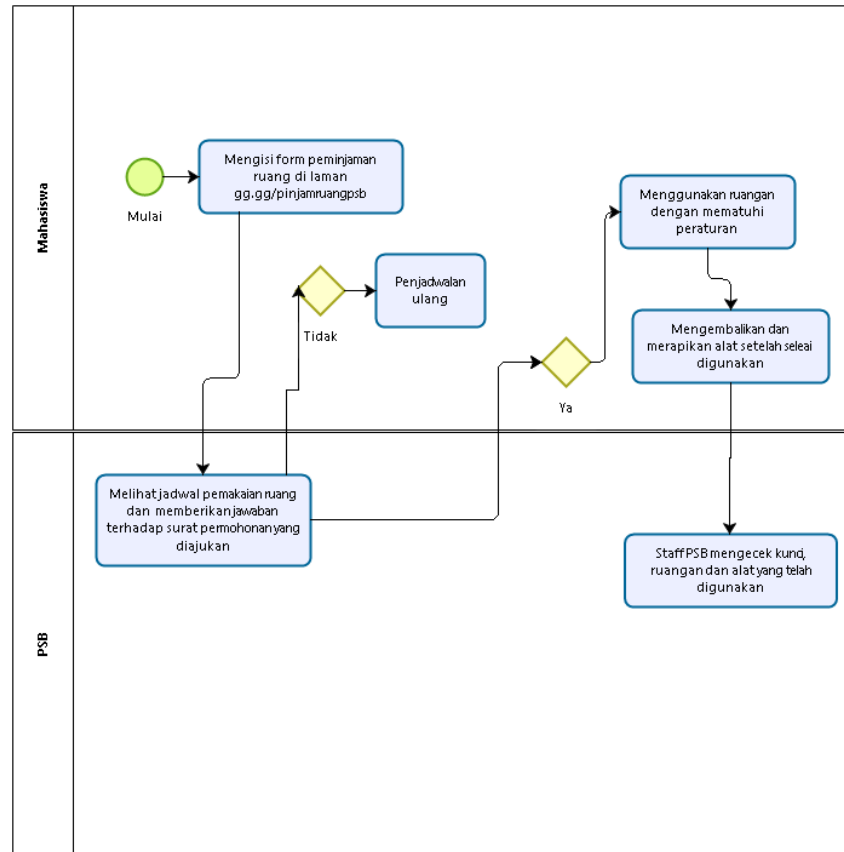 Mahasiswa
Mulai
Mengisi form peminjaman
ruang di laman
gg.gg/pinjamruangpsb
Tidak
Penjadwalan
ulang
Ya
Menggunakan ruangan
dengan mematuhi
peraturan
Mengembalikan dan
merapikan alat setelah seleai
digunakan
PSB
Melihat jadwal pemakaian ruang
dan memberikan jawaban
terhadap surat permohonan yang
diajukan
Staff PSB mengecek kunci,
ruangan dan alat yang telah
digunakan